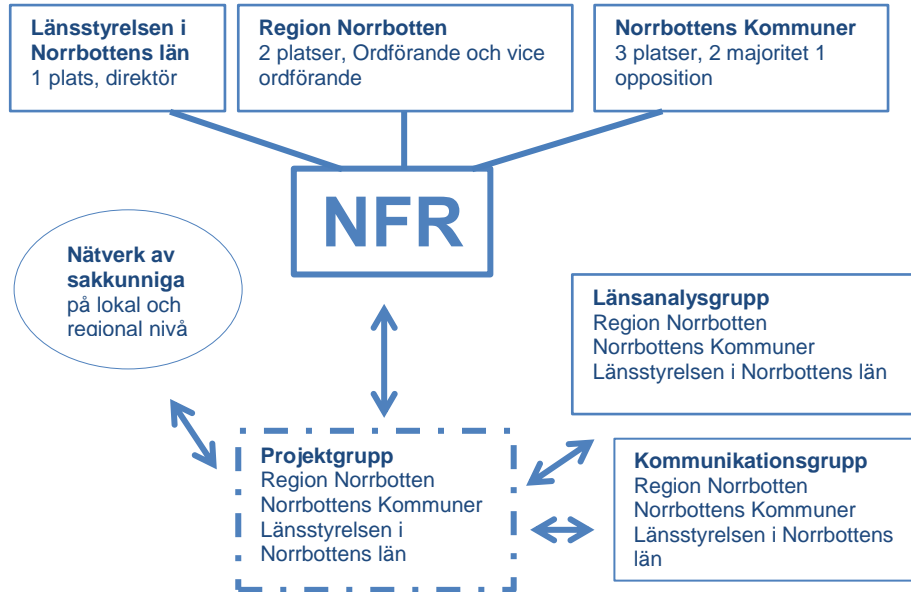 Länsstyrelsen i
Norrbottens län
1 plats, direktör
Region Norrbotten
2 platser, Ordförande och vice
ordförande
Norrbottens Kommuner
3 platser, 2 majoritet 1
opposition
NFR
Nätverk av
sakkunniga
på lokal och
regional nivå
Länsanalysgrupp
Region Norrbotten
Norrbottens Kommuner
Länsstyrelsen i Norrbottens län
Projektgrupp
Region Norrbotten
Norrbottens Kommuner
Länsstyrelsen i
Norrbottens län
Kommunikationsgrupp
Region Norrbotten
Norrbottens Kommuner
Länsstyrelsen i Norrbottens
län